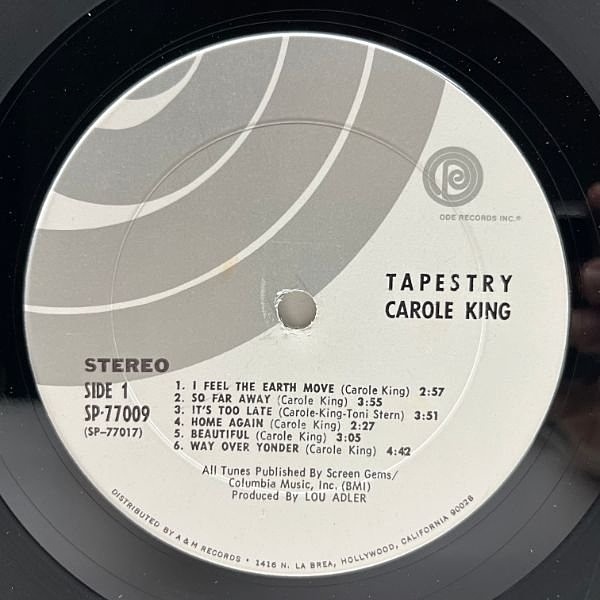 ODE RECORDS INC.®
TAPESTRY
CAROLE KING
STEREO
SIDE 1
SP-77009
(SP-77017)
1. I FEEL THE EARTH MOVE (Carole King) 2:57
2. SO FAR AWAY (Carole King) 3:55
3. IT'S TOO LATE (Carole-King-Toni Stern) 3:51
4. HOME AGAIN (Carole King) 2:27
5. BEAUTIFUL (Carole King) 3:05
6. WAY OVER YONDER (Carole King) 4:42
All Tunes Published By Screen Gems/
Columbia Music, Inc. (BMI)
Produced By LOU ADLER
DISTRIBUTED BY A & M RECORDS • 1416 N. LA BREA, HOLLYWOOD, CALIFORNIA 90028